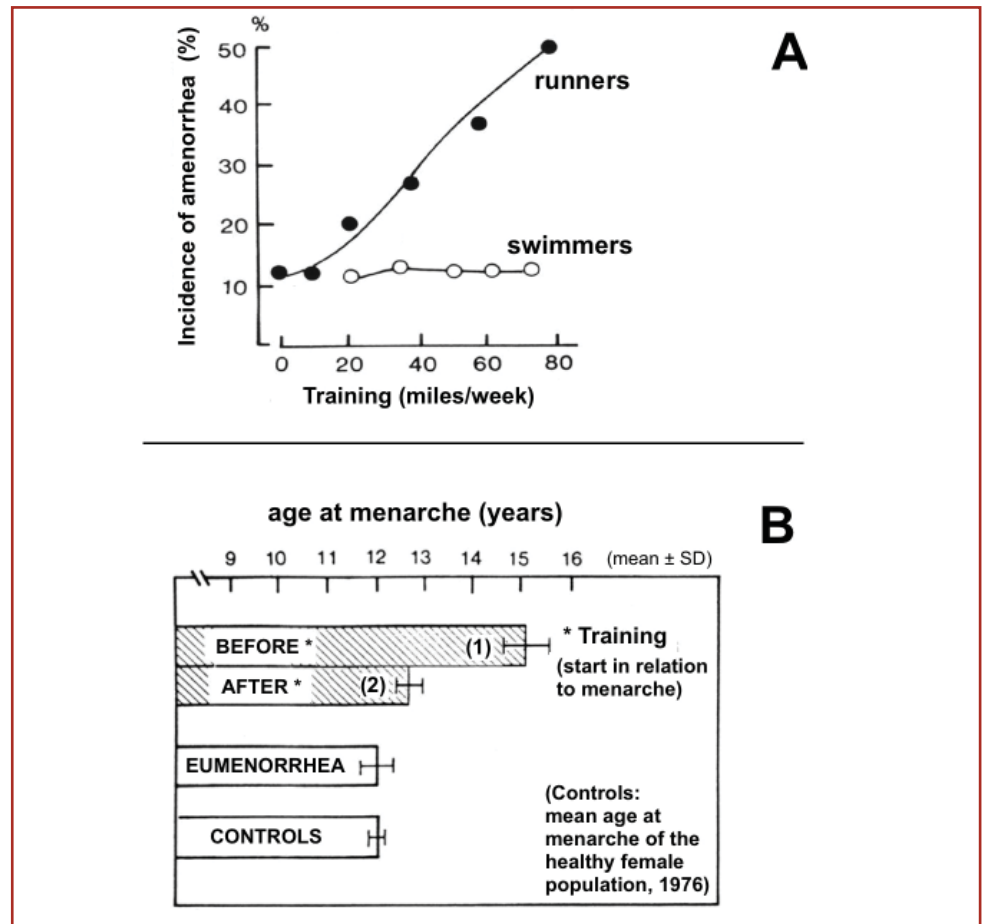 %
A
Incidence of amenorrhea (%)
50
40
30
20
10
runners
swimmers
0 20 40 60 80
Training (miles/week)
B
age at menarche (years)
9 10 11 12 13 14 15 16 (mean ± SD)
BEFORE * (1)
* Training
(start in relation
to menarche)
AFTER * (2)
EUMENORRHEA
CONTROLS
(Controls:
mean age at
menarche of the
healthy female
population, 1976)